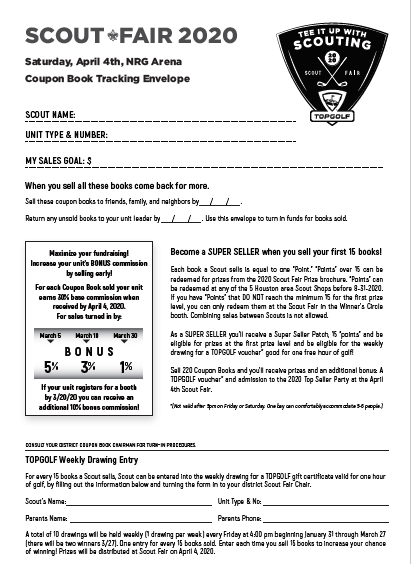 SCOUT FAIR 2020
Saturday, April 4th, NRG Arena
Coupon Book Tracking Envelope
TEE IT UP WITH
SCOUTING
20
20
SCOUT FAIR
TOPGOLF
SCOUT NAME:
UNIT TYPE & NUMBER:
MY SALES GOAL: $
When you sell all these books come back for more.
Sell these coupon books to friends, family, and neighbors by__/__/__.
Return any unsold books to your unit leader by__/__/__. Use this envelope to turn in funds for books sold.
Maximize your fundraising!
Increase your unit's BONUS commission
by selling early!
For each Coupon Book sold your unit
earns 30% base commission when
received by April 4, 2020.
For sales turned in by:
March 5 March 18 March 30
BONUS
5% 3% 1%
If your unit registers for a booth
by 3/20/20 you can receive an
additional 10% bonus commission!
Become a SUPER SELLER when you sell your first 15 books!
Each book a Scout sells is equal to one "Point." "Points" over 15 can be
redeemed for prizes from the 2020 Scout Fair Prize brochure. "Points" can
be redeemed at any of the 5 Houston area Scout Shops before 8-31-2020.
If you have "Points" that DO NOT reach the minimum 15 for the first prize
level, you can only redeem them at the Scout Fair in the Winner's Circle
booth. Combining sales between Scouts is not allowed.
As a SUPER SELLER you'll receive a Super Seller Patch, 15 "points" and be
eligible for prizes at the first prize level and be eligible for the weekly
drawing for a TOPGOLF voucher* good for one free hour of golf!
Sell 220 Coupon Books and you'll receive prizes and an additional bonus: A
TOPGOLF voucher* and admission to the 2020 Top Seller Party at the April
4th Scout Fair.
*(Not valid after 5pm on Friday or Saturday. One bay can comfortably accommodate 5-6 people.)
CONSULT YOUR DISTRICT COUPON BOOK CHAIRMAN FOR TURN-IN PROCEDURES.
TOPGOLF Weekly Drawing Entry
For every 15 books a Scout sells, Scout can be entered into the weekly drawing for a TOPGOLF gift certificate valid for one hour
of golf, by filling out the information below and turning the form in to your district Scout Fair Chair.
Scout's Name: Unit Type & No:
Parents Name: Parents Phone:
A total of 10 drawings will be held weekly (1 drawing per week) every Friday at 4:00 pm beginning January 31 through March 27
(there will be two winners 3/27). One entry for every 15 books sold. Enter each time you sell 15 books to increase your chance
of winning! Prizes will be distributed at Scout Fair on April 4, 2020.